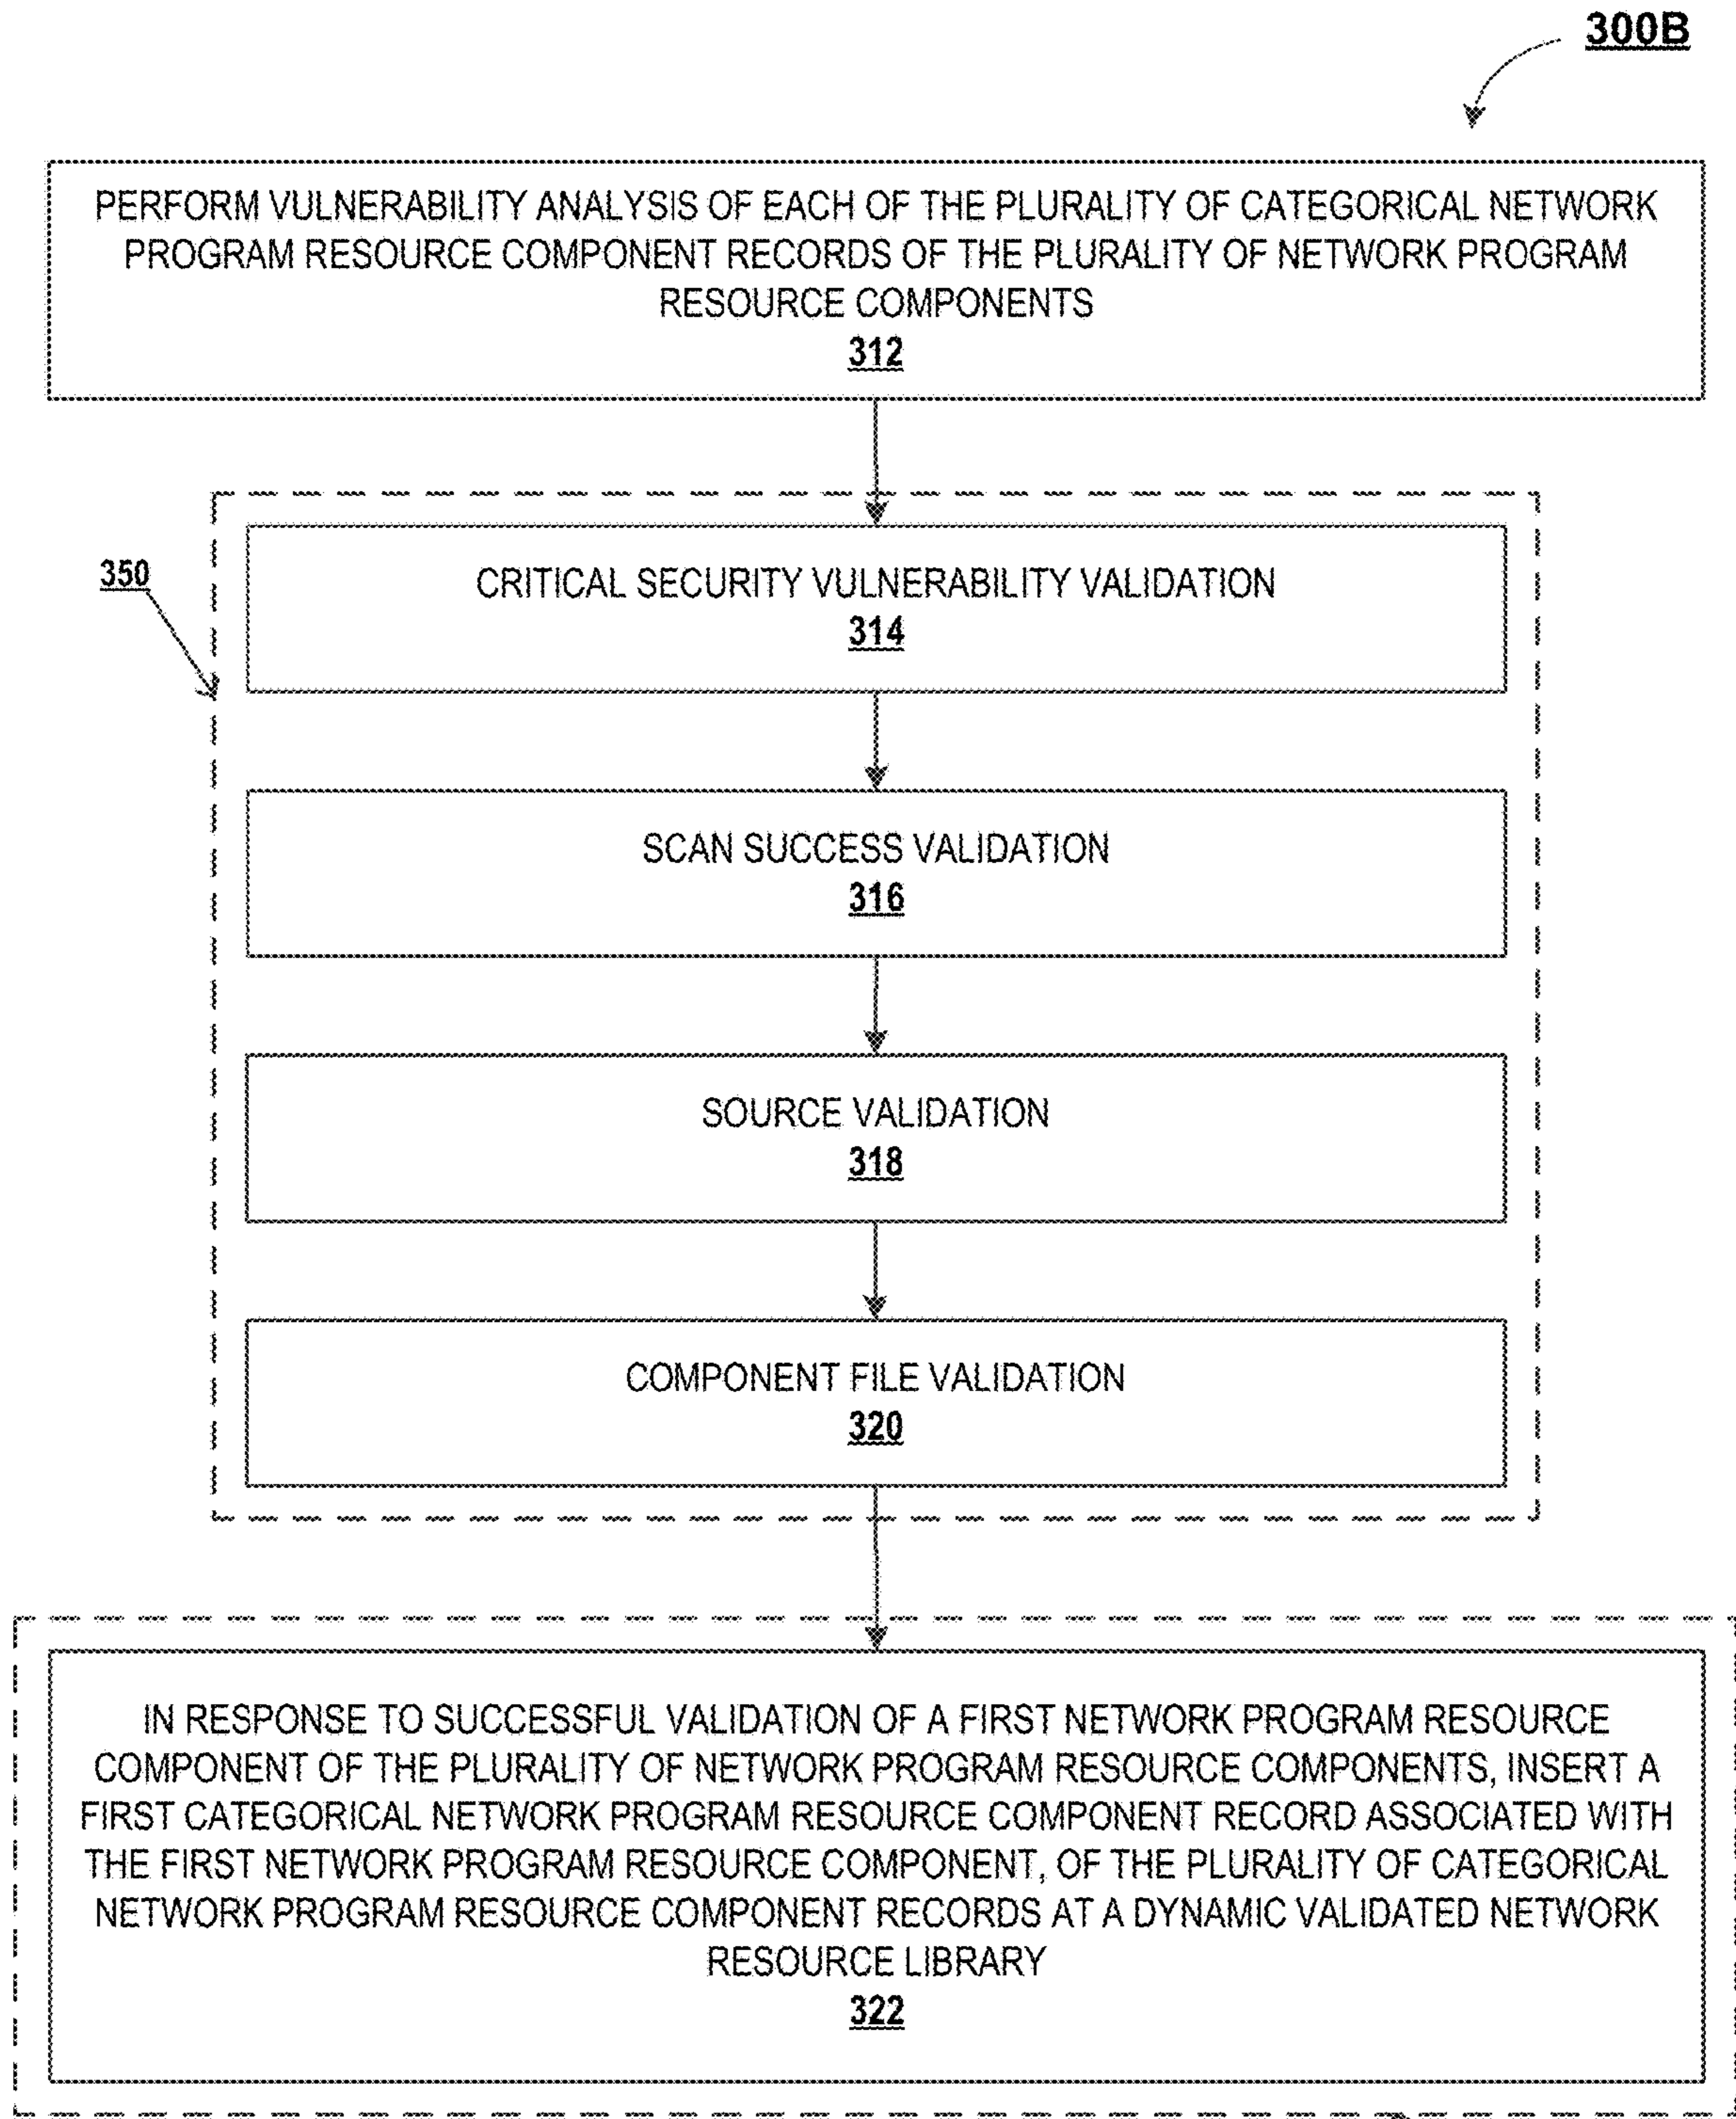 300B
PERFORM VULNERABILITY ANALYSIS OF EACH OF THE PLURALITY OF CATEGORICAL NETWORK
PROGRAM RESOURCE COMPONENT RECORDS OF THE PLURALITY OF NETWORK PROGRAM
RESOURCE COMPONENTS
312
350
CRITICAL SECURITY VULNERABILITY VALIDATION
314
SCAN SUCCESS VALIDATION
316
SOURCE VALIDATION
318
COMPONENT FILE VALIDATION
320
IN RESPONSE TO SUCCESSFUL VALIDATION OF A FIRST NETWORK PROGRAM RESOURCE
COMPONENT OF THE PLURALITY OF NETWORK PROGRAM RESOURCE COMPONENTS, INSERT A
FIRST CATEGORICAL NETWORK PROGRAM RESOURCE COMPONENT RECORD ASSOCIATED WITH
THE FIRST NETWORK PROGRAM RESOURCE COMPONENT, OF THE PLURALITY OF CATEGORICAL
NETWORK PROGRAM RESOURCE COMPONENT RECORDS AT A DYNAMIC VALIDATED NETWORK
RESOURCE LIBRARY
322